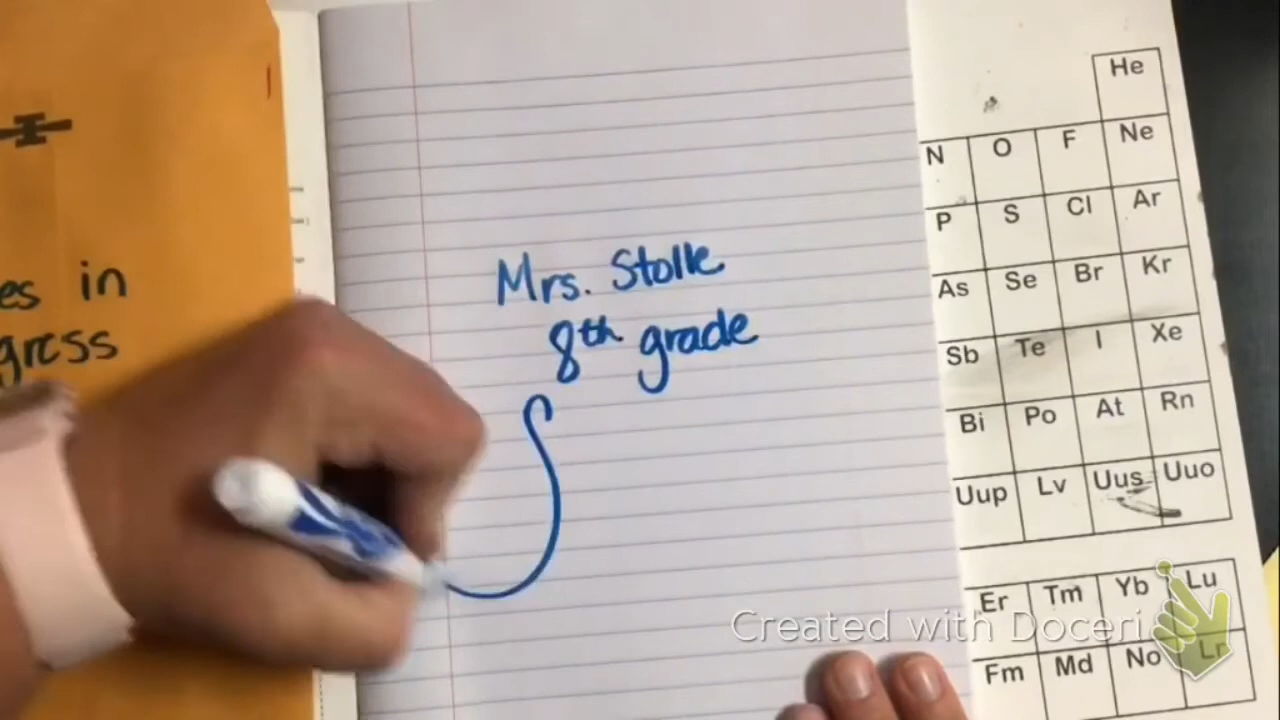 es in
gress
Mrs. Stolle
8th grade
He
N O F Ne
P S Cl Ar
As Se Br Kr
Sb Te I Xe
Bi Po At Rn
Uup Lv Uus Uuo
Er Tm Yb Lu
Fm Md No Lr
Created with Doceri